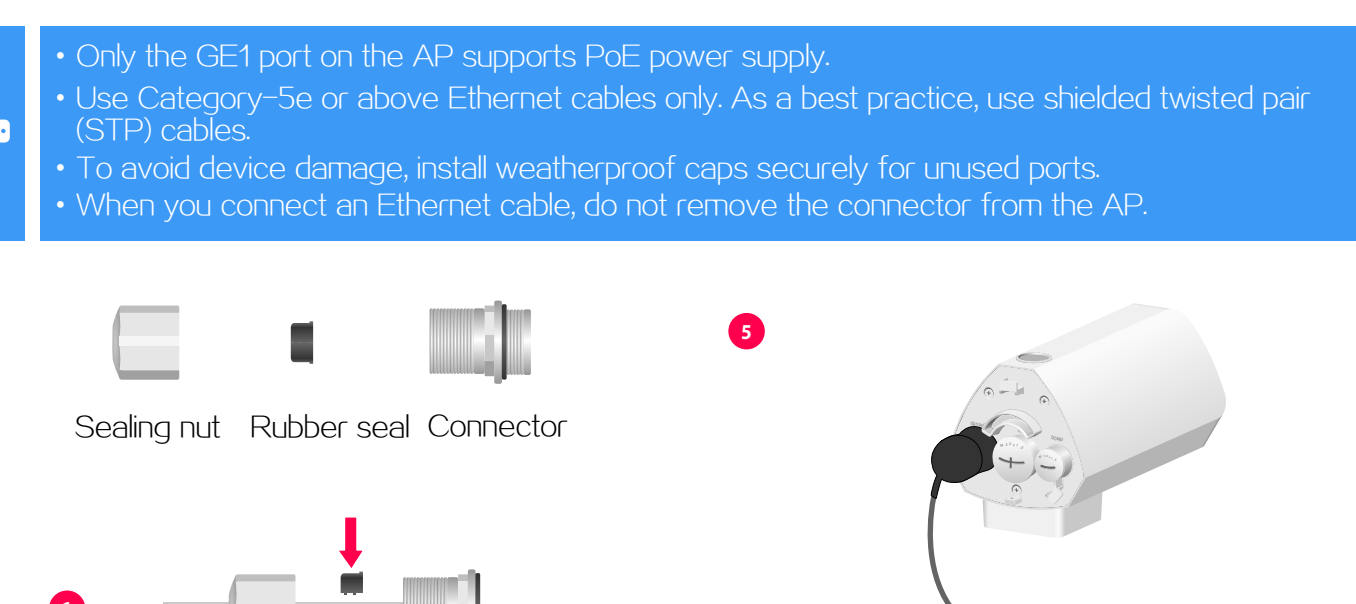 • Only the GE1 port on the AP supports PoE power supply.
• Use Category-5e or above Ethernet cables only. As a best practice, use shielded twisted pair
(STP) cables.
• To avoid device damage, install weatherproof caps securely for unused ports.
• When you connect an Ethernet cable, do not remove the connector from the AP.
5
Sealing nut Rubber seal Connector